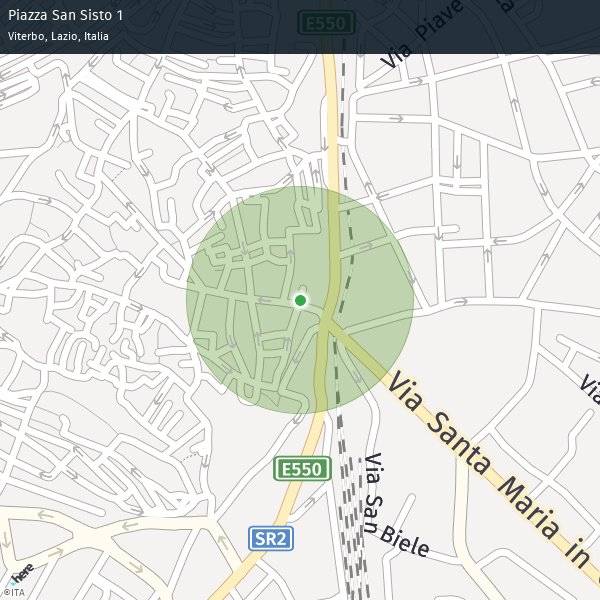 Piazza San Sisto 1
Viterbo, Lazio, Italia
E550
Via Piave
Via Santa Maria in
Via
E550
Via San Biele
SR2
here
©ITA